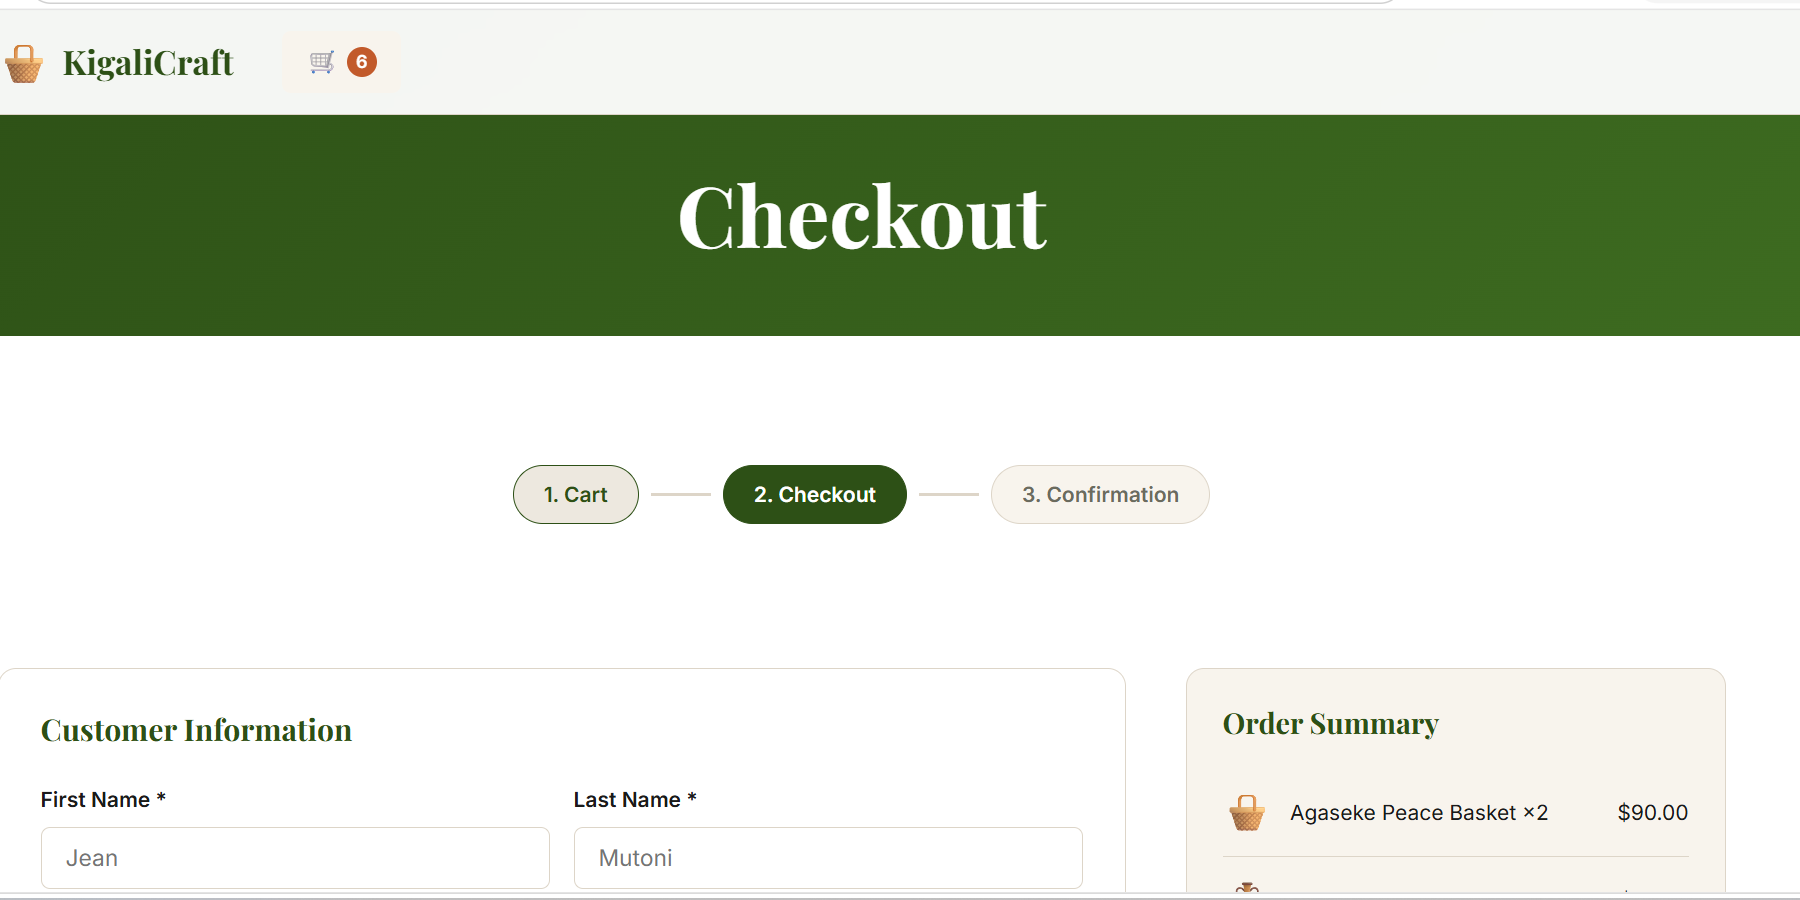 KigaliCraft 6
Checkout
1. Cart 2. Checkout 3. Confirmation
Customer Information
First Name * Last Name *
Jean Mutoni
Order Summary
Agaseke Peace Basket ×2 $90.00